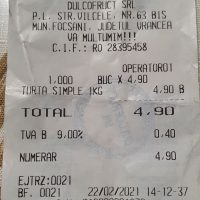 DULCOFRUCT SRL
P.L. STR.VILCELE, NR.63 BIS
MUN.FOCSANI, JUDETUL VRANCEA
VA MULTUMIM!!!
C.I.F.: RO 28395458
OPERATOR01
1,000 BUC X 4,90
TURTA SIMPLE 1KG 4,90 B
TOTAL 4,90
TVA B 9,00% 0,40
NUMERAR 4,90
EJTRZ:0021
BF. 0021 22/02/2021 14-12-37